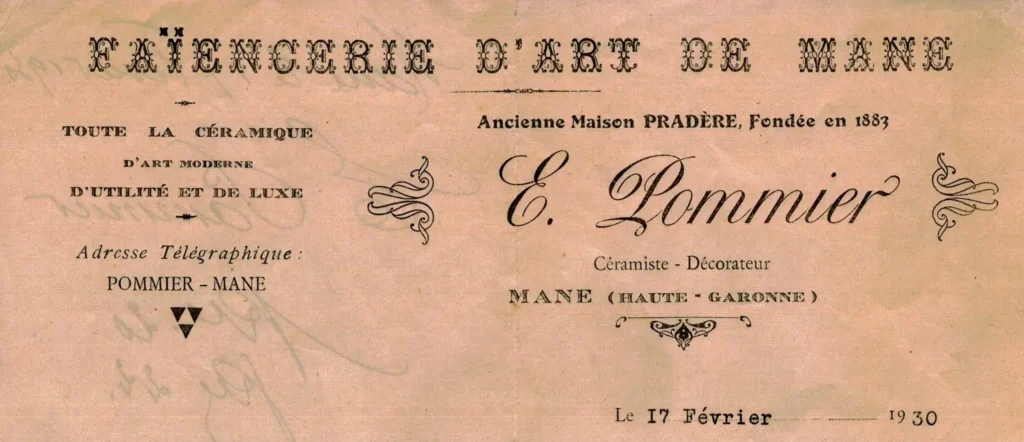 FAÏENCERIE D'ART DE MANE
TOUTE LA CÉRAMIQUE
D'ART MODERNE
D'UTILITÉ ET DE LUXE
Adresse Télégraphique :
POMMIER - MANE
Ancienne Maison PRADÈRE, Fondée en 1883
E. Pommier
Céramiste - Décorateur
MANE (HAUTE - GARONNE)
Le 17 Février 1930